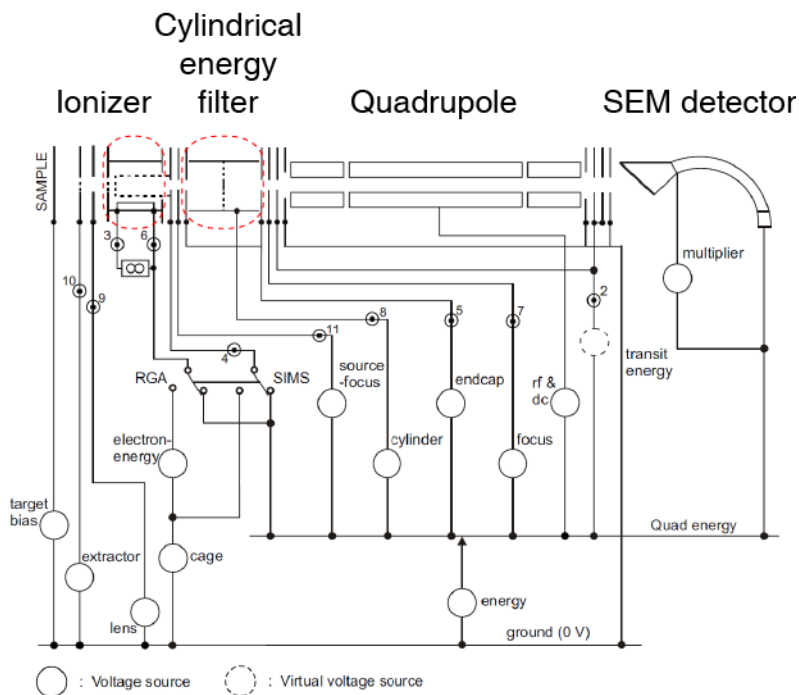 Cylindrical
energy
filter
Ionizer
Quadrupole
SEM detector
SAMPLE
3
6
10
9
11
8
5
7
2
4
multiplier
transit
energy
RGA
SIMS
source
-focus
endcap
rf &
dc
electron-
energy
cylinder
focus
target
bias
Quad energy
extractor
cage
lens
energy
ground (0 V)
: Voltage source
: Virtual voltage source